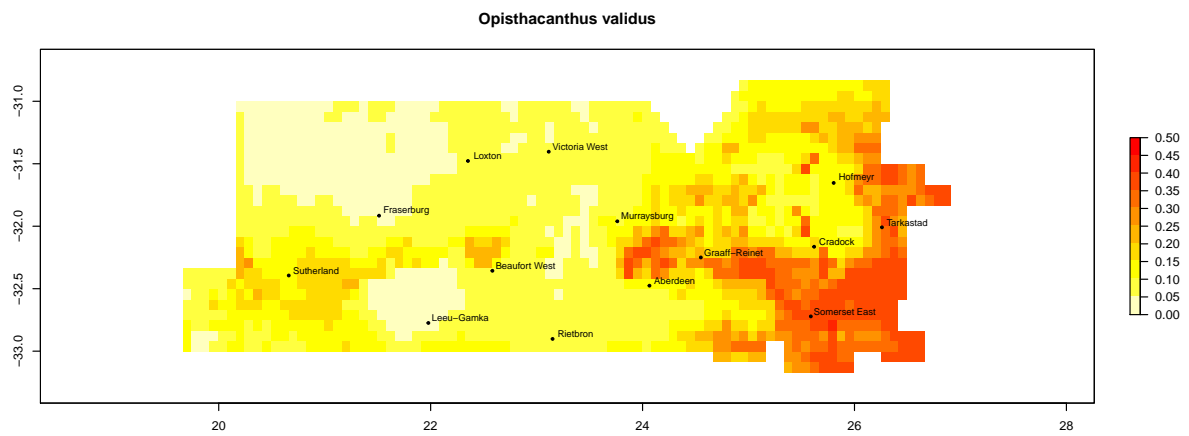 Opisthacanthus validus
−31.0
−31.5
−32.0
−32.5
−33.0
Loxton
Victoria West
Hofmeyr
Fraserburg
Murraysburg
Tarkastad
Cradock
Graaff−Reinet
Sutherland
Beaufort West
Aberdeen
Leeu−Gamka
Somerset East
Rietbron
20
22
24
26
28
0.50
0.45
0.40
0.35
0.30
0.25
0.20
0.15
0.10
0.05
0.00